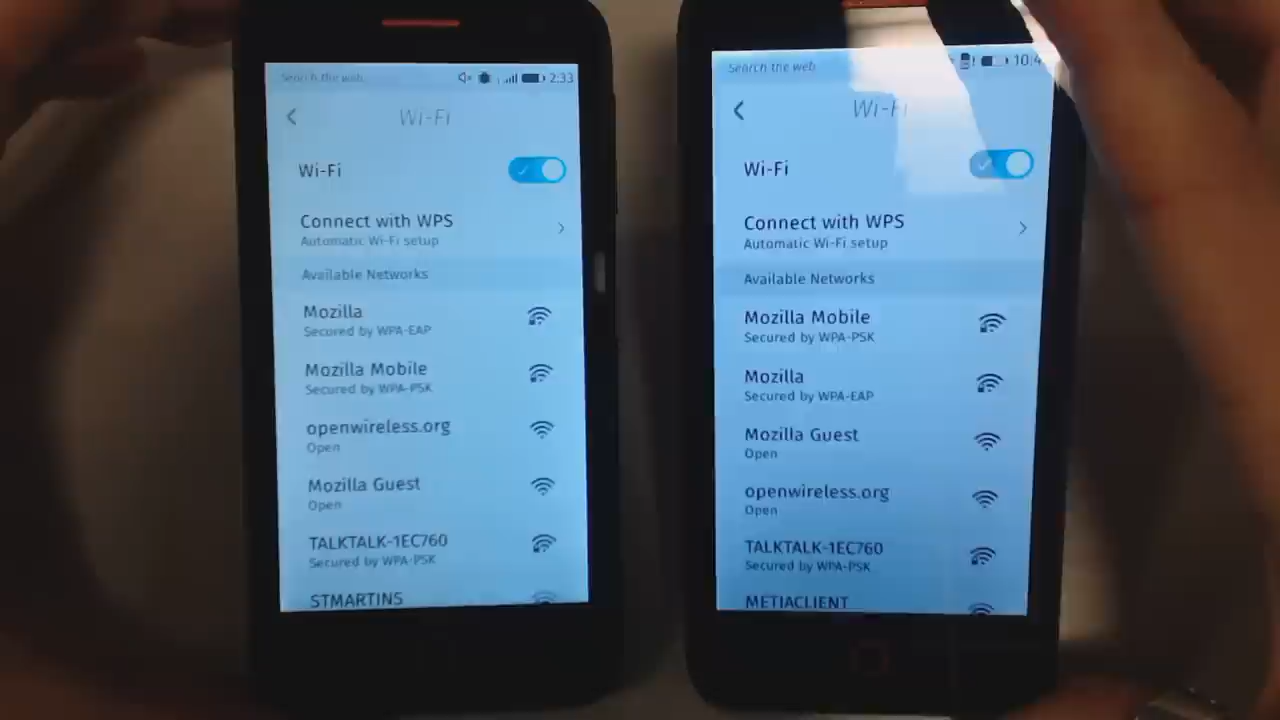 Search the web
2:33
Wi-Fi
Wi-Fi
Connect with WPS
Automatic Wi-Fi setup
Available Networks
Mozilla
Secured by WPA-EAP
Mozilla Mobile
Secured by WPA-PSK
openwireless.org
Open
Mozilla Guest
Open
TALKTALK-1EC760
Secured by WPA-PSK
STMARTINS
Search the web
10:4
Wi-Fi
Wi-Fi
Connect with WPS
Automatic Wi-Fi setup
Available Networks
Mozilla Mobile
Secured by WPA-PSK
Mozilla
Secured by WPA-EAP
Mozilla Guest
Open
openwireless.org
Open
TALKTALK-1EC760
Secured by WPA-PSK
METIACLIENT